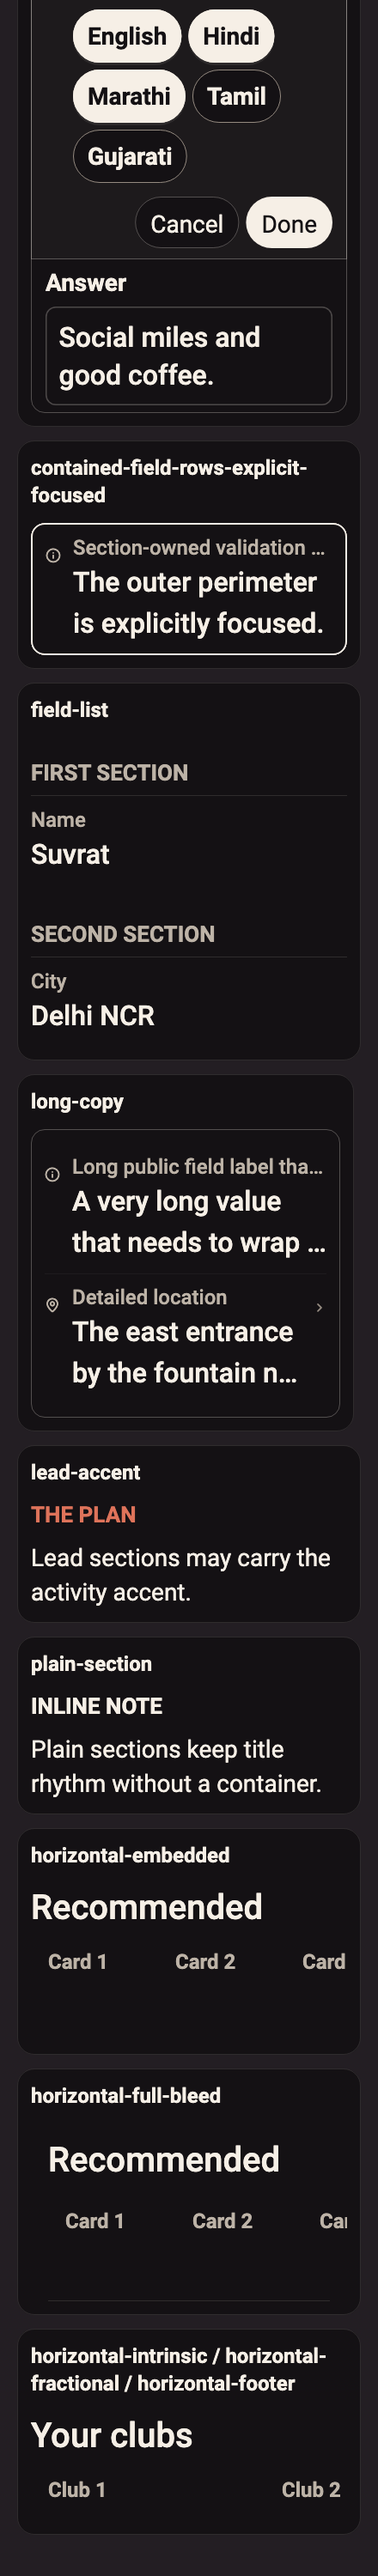 English Hindi
Marathi Tamil
Gujarati
Cancel Done
Answer
Social miles and
good coffee.
contained-field-rows-explicit-
focused
Section-owned validation ...
The outer perimeter
is explicitly focused.
field-list
FIRST SECTION
Name
Suvrat
SECOND SECTION
City
Delhi NCR
long-copy
Long public field label tha...
A very long value
that needs to wrap ...
Detailed location
The east entrance
by the fountain n...
lead-accent
THE PLAN
Lead sections may carry the
activity accent.
plain-section
INLINE NOTE
Plain sections keep title
rhythm without a container.
horizontal-embedded
Recommended
Card 1 Card 2 Card
horizontal-full-bleed
Recommended
Card 1 Card 2 Car
horizontal-intrinsic / horizontal-
fractional / horizontal-footer
Your clubs
Club 1 Club 2